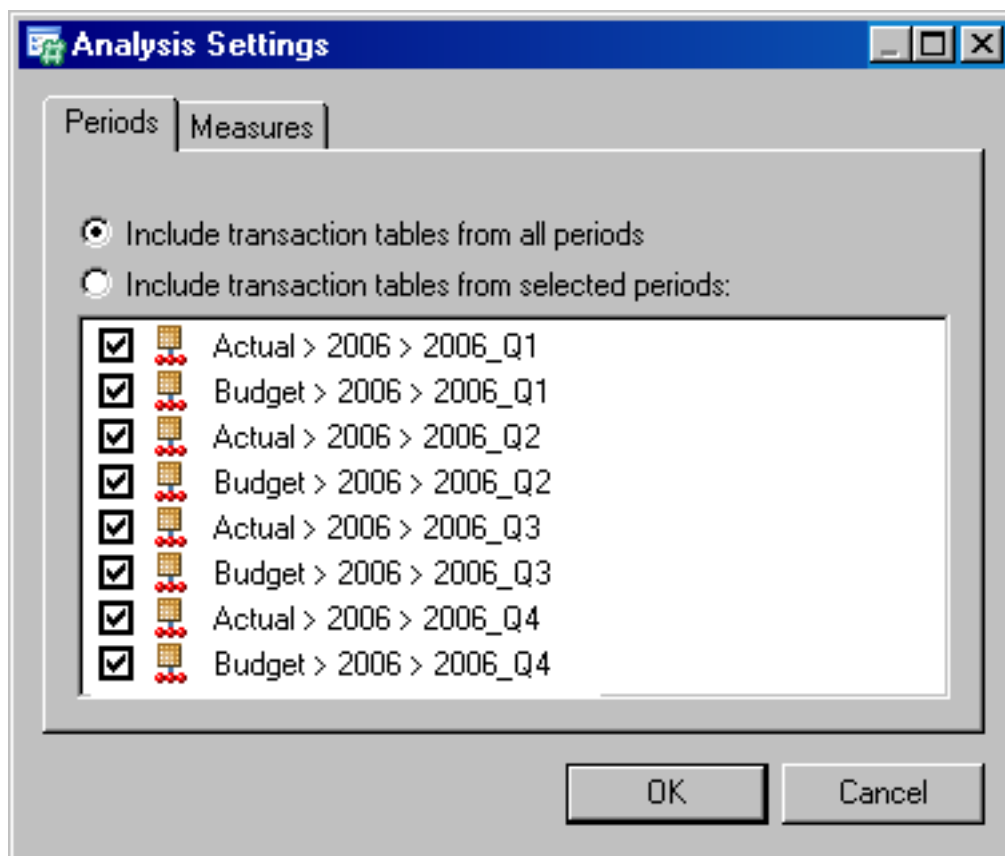 Analysis Settings
Periods
Measures
Include transaction tables from all periods
Include transaction tables from selected periods:
Actual > 2006 > 2006_Q1
Budget > 2006 > 2006_Q1
Actual > 2006 > 2006_Q2
Budget > 2006 > 2006_Q2
Actual > 2006 > 2006_Q3
Budget > 2006 > 2006_Q3
Actual > 2006 > 2006_Q4
Budget > 2006 > 2006_Q4
OK
Cancel